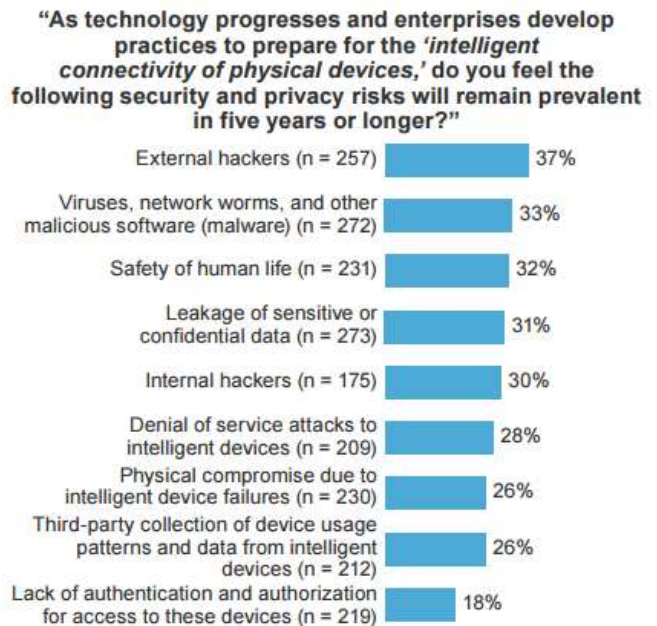 “As technology progresses and enterprises develop
practices to prepare for the ‘intelligent
connectivity of physical devices,’ do you feel the
following security and privacy risks will remain prevalent
in five years or longer?”
External hackers (n = 257) 37%
Viruses, network worms, and other
malicious software (malware) (n = 272) 33%
Safety of human life (n = 231) 32%
Leakage of sensitive or
confidential data (n = 273) 31%
Internal hackers (n = 175) 30%
Denial of service attacks to
intelligent devices (n = 209) 28%
Physical compromise due to
intelligent device failures (n = 230) 26%
Third-party collection of device usage
patterns and data from intelligent 26%
devices (n = 212)
Lack of authentication and authorization
for access to these devices (n = 219) 18%